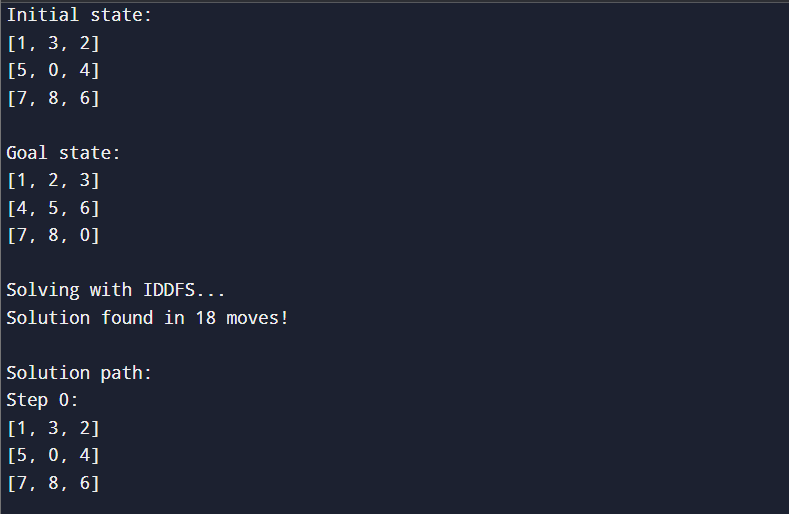 Initial state:
[1, 3, 2]
[5, 0, 4]
[7, 8, 6]
Goal state:
[1, 2, 3]
[4, 5, 6]
[7, 8, 0]
Solving with IDDFS...
Solution found in 18 moves!
Solution path:
Step 0:
[1, 3, 2]
[5, 0, 4]
[7, 8, 6]